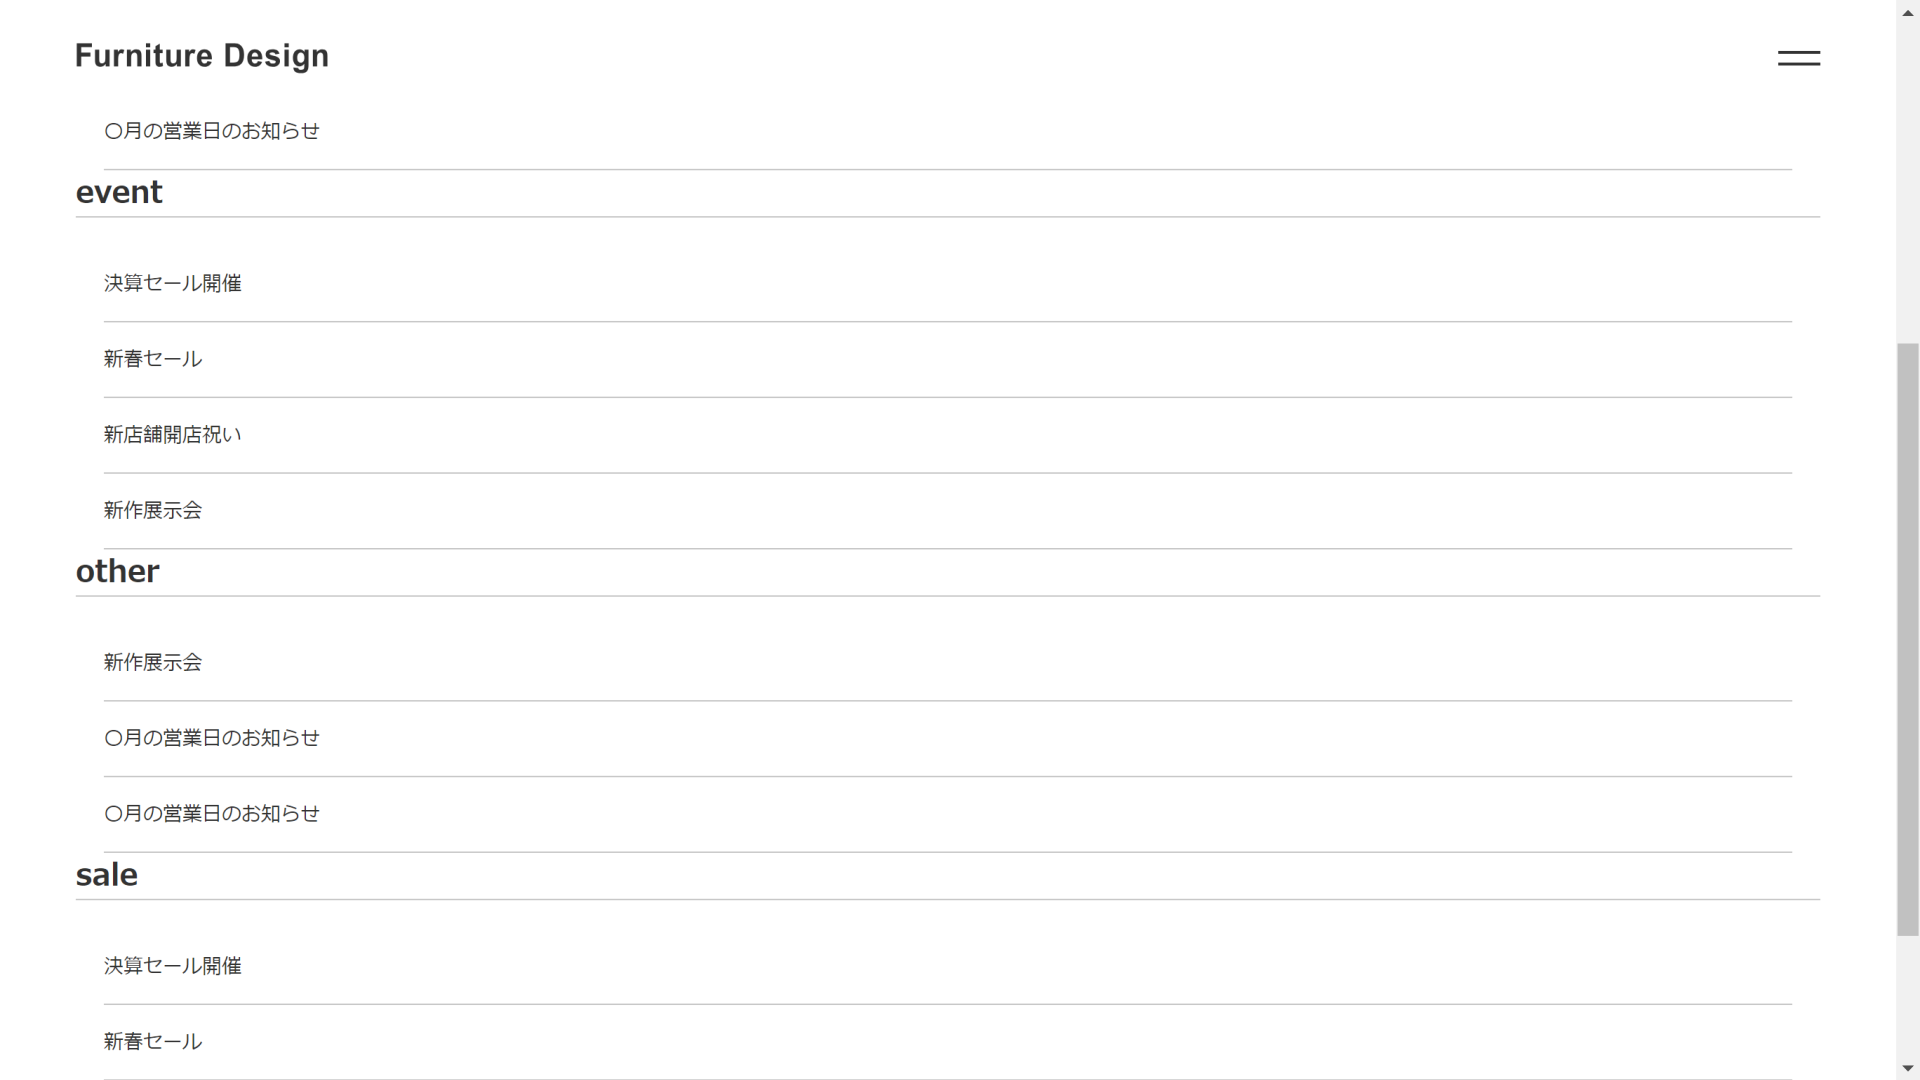 Furniture Design
〇月の営業日のお知らせ
event
決算セール開催
新春セール
新店舗開店祝い
新作展示会
other
新作展示会
〇月の営業日のお知らせ
〇月の営業日のお知らせ
sale
決算セール開催
新春セール